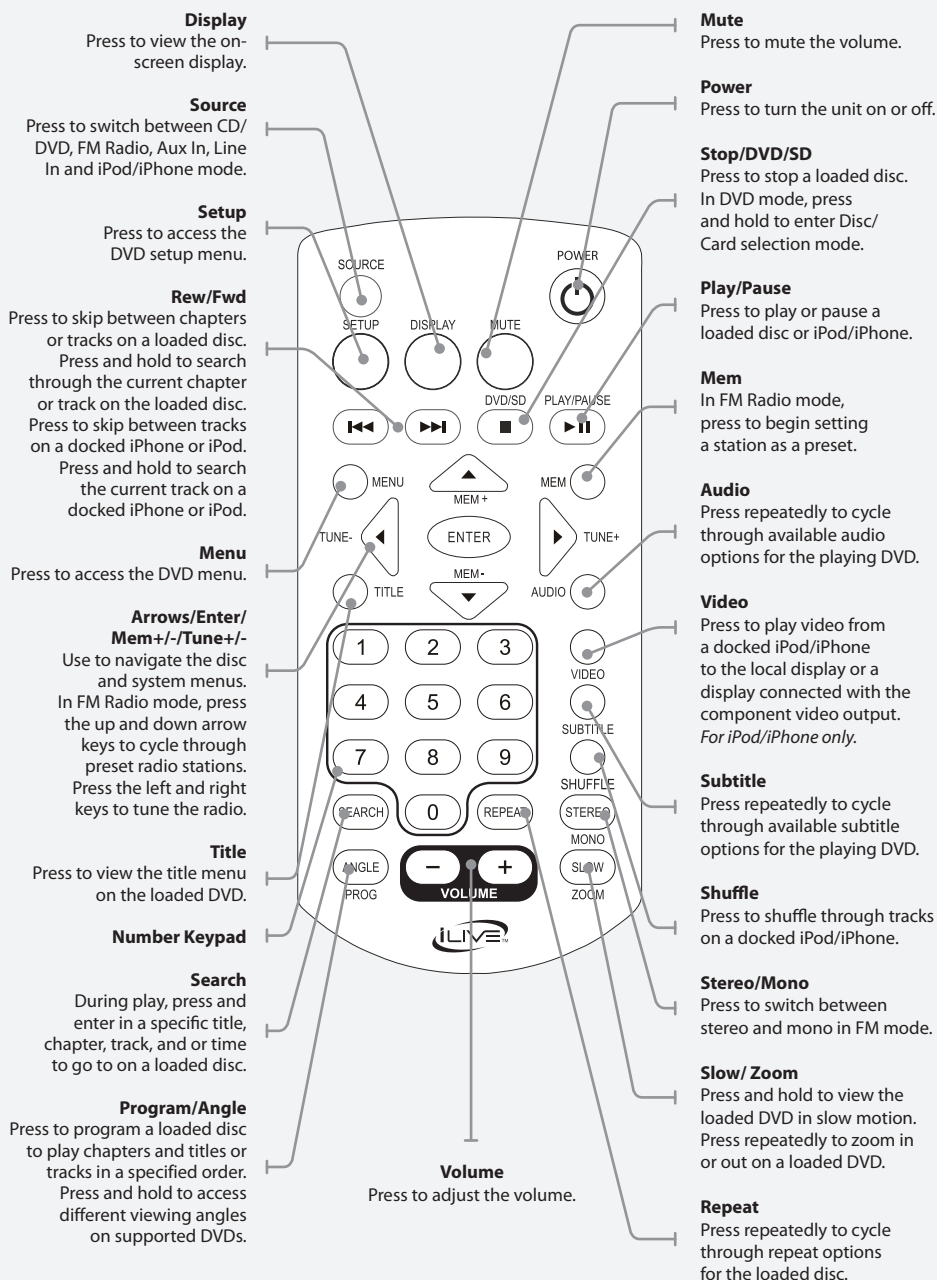 Display
Press to view the on-
screen display.
Source
Press to switch between CD/
DVD, FM Radio, Aux In, Line
In and iPod/iPhone mode.
Setup
Press to access the
DVD setup menu.
Rew/Fwd
Press to skip between chapters
or tracks on a loaded disc.
Press and hold to search
through the current chapter
or track on the loaded disc.
Press to skip between tracks
on a docked iPhone or iPod.
Press and hold to search
the current track on a
docked iPhone or iPod.
Menu
Press to access the DVD menu.
Arrows/Enter/
Mem+/-/Tune+/-
Use to navigate the disc
and system menus.
In FM Radio mode, press
the up and down arrow
keys to cycle through
preset radio stations.
Press the left and right
keys to tune the radio.
Title
Press to view the title menu
on the loaded DVD.
Number Keypad
Search
During play, press and
enter in a specific title,
chapter, track, and or time
to go to on a loaded disc.
Program/Angle
Press to program a loaded disc
to play chapters and titles or
tracks in a specified order.
Press and hold to access
different viewing angles
on supported DVDs.
SOURCE POWER
SETUP DISPLAY MUTE
DVD/SD PLAY/PAUSE
MENU MEM + MEM
TUNE- ENTER TUNE+
TITLE MEM- AUDIO
1 2 3
VIDEO
4 5 6
SUBTITLE
7 8 9
SHUFFLE
SEARCH 0 REPEAT STEREO
MONO
ANGLE - + SLOW
PROG VOLUME ZOOM
iLIVE™
Volume
Press to adjust the volume.
Mute
Press to mute the volume.
Power
Press to turn the unit on or off.
Stop/DVD/SD
Press to stop a loaded disc.
In DVD mode, press
and hold to enter Disc/
Card selection mode.
Play/Pause
Press to play or pause a
loaded disc or iPod/iPhone.
Mem
In FM Radio mode,
press to begin setting
a station as a preset.
Audio
Press repeatedly to cycle
through available audio
options for the playing DVD.
Video
Press to play video from
a docked iPod/iPhone
to the local display or a
display connected with the
component video output.
For iPod/iPhone only.
Subtitle
Press repeatedly to cycle
through available subtitle
options for the playing DVD.
Shuffle
Press to shuffle through tracks
on a docked iPod/iPhone.
Stereo/Mono
Press to switch between
stereo and mono in FM mode.
Slow/ Zoom
Press and hold to view the
loaded DVD in slow motion.
Press repeatedly to zoom in
or out on a loaded DVD.
Repeat
Press repeatedly to cycle
through repeat options
for the loaded disc.